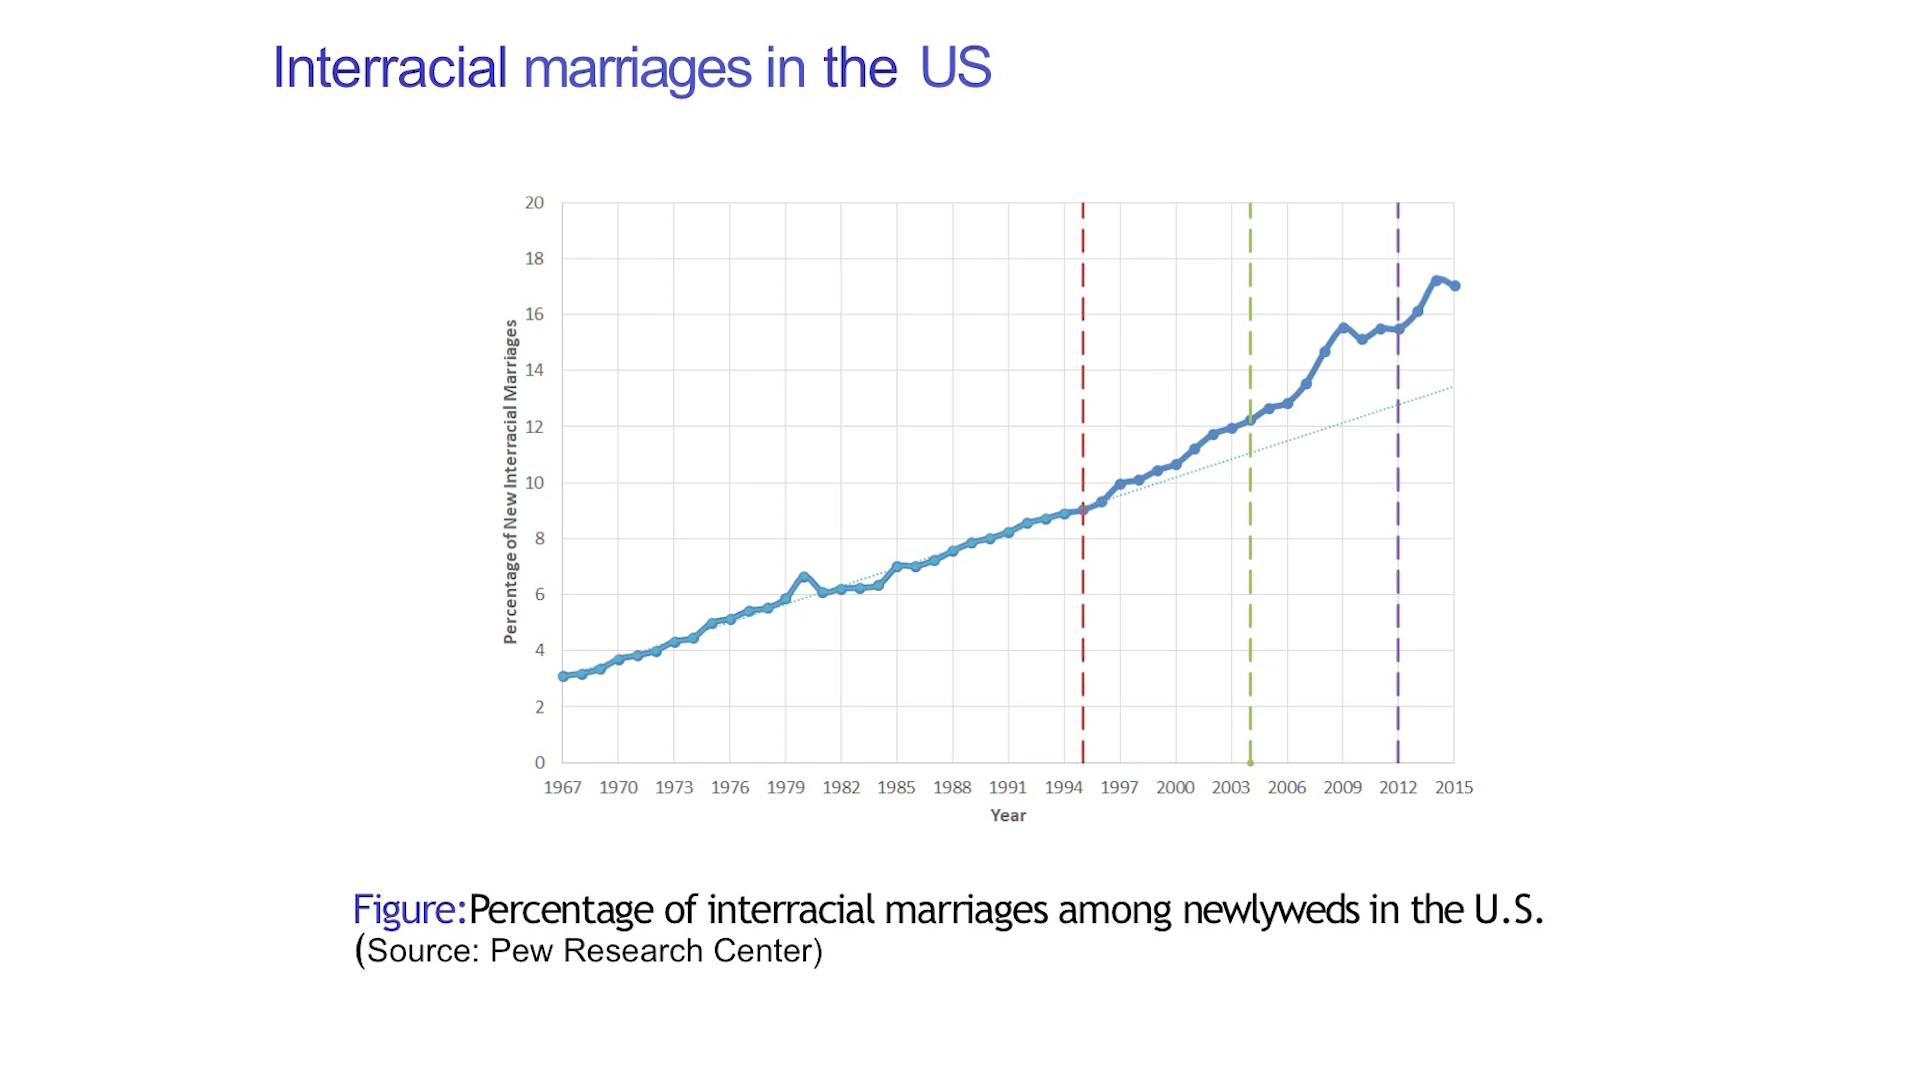 Interracial marriages in the US
Percentage of New Interracial Marriages
20
18
16
14
12
10
8
6
4
2
0
1967 1970 1973 1976 1979 1982 1985 1988 1991 1994 1997 2000 2003 2006 2009 2012 2015
Year
Figure:Percentage of interracial marriages among newlyweds in the U.S.
(Source: Pew Research Center)